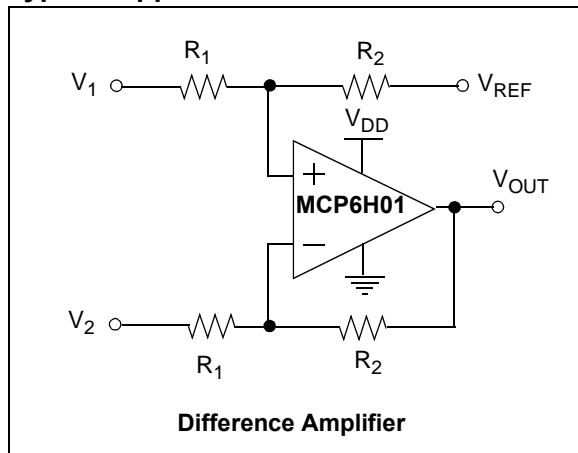 R1 R2
V1 VREF
VDD
+
MCP6H01 VOUT
−
V2
R1 R2
Difference Amplifier